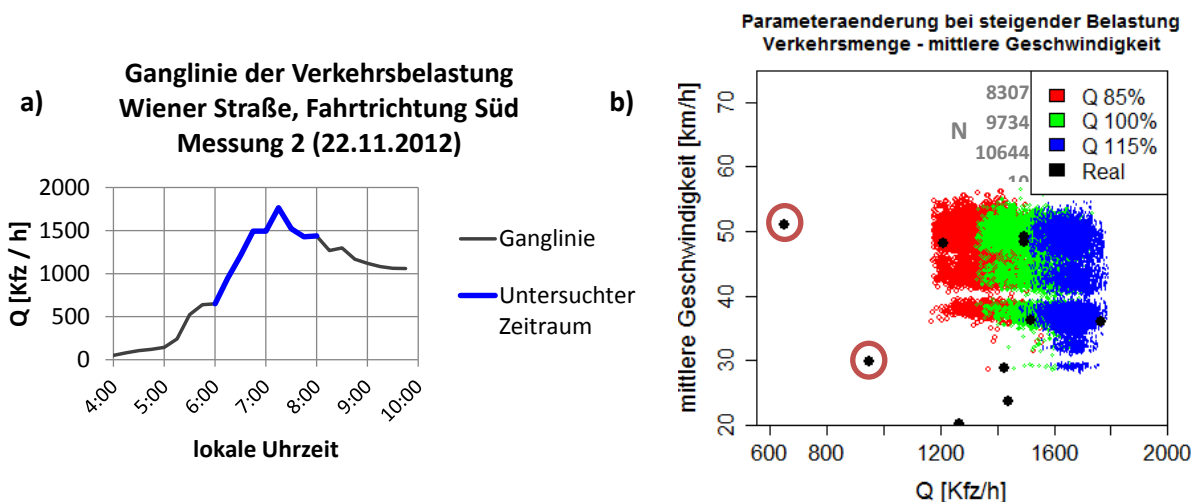 a)
Ganglinie der Verkehrsbelastung
Wiener Straße, Fahrtrichtung Süd
Messung 2 (22.11.2012)
Q [Kfz / h]
2000
1500
1000
500
0
4:00
5:00
6:00
7:00
8:00
9:00
10:00
lokale Uhrzeit
Ganglinie
Untersuchter
Zeitraum
b)
Parameteraenderung bei steigender Belastung
Verkehrsmenge - mittlere Geschwindigkeit
mittlere Geschwindigkeit [km/h]
70
60
50
40
30
20
N
8307
9734
10644
Q 85%
Q 100%
Q 115%
Real
600
1200
1600
2000
Q [Kfz/h]